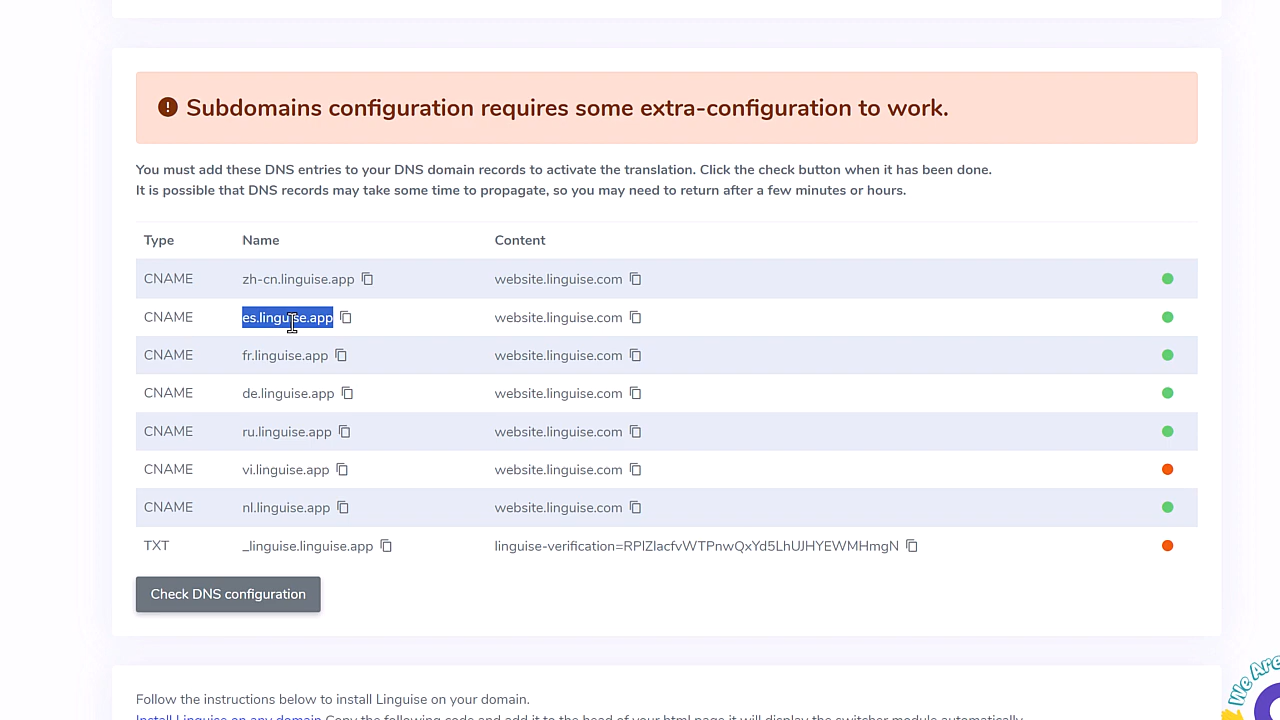 Subdomains configuration requires some extra-configuration to work.
You must add these DNS entries to your DNS domain records to activate the translation. Click the check button when it has been done.
It is possible that DNS records may take some time to propagate, so you may need to return after a few minutes or hours.
Type Name Content
CNAME zh-cn.linguise.app website.linguise.com
CNAME es.linguise.app website.linguise.com
CNAME fr.linguise.app website.linguise.com
CNAME de.linguise.app website.linguise.com
CNAME ru.linguise.app website.linguise.com
CNAME vi.linguise.app website.linguise.com
CNAME nl.linguise.app website.linguise.com
TXT _linguise.linguise.app linguise-verification=RPlZlacfvWTPnwQxYd5LhUJHYEWMHmgN
Check DNS configuration
Follow the instructions below to install Linguise on your domain.
Install Linguise on any domain Copy the following code and add it to the head of your html page it will display the switcher module automatically
We Are